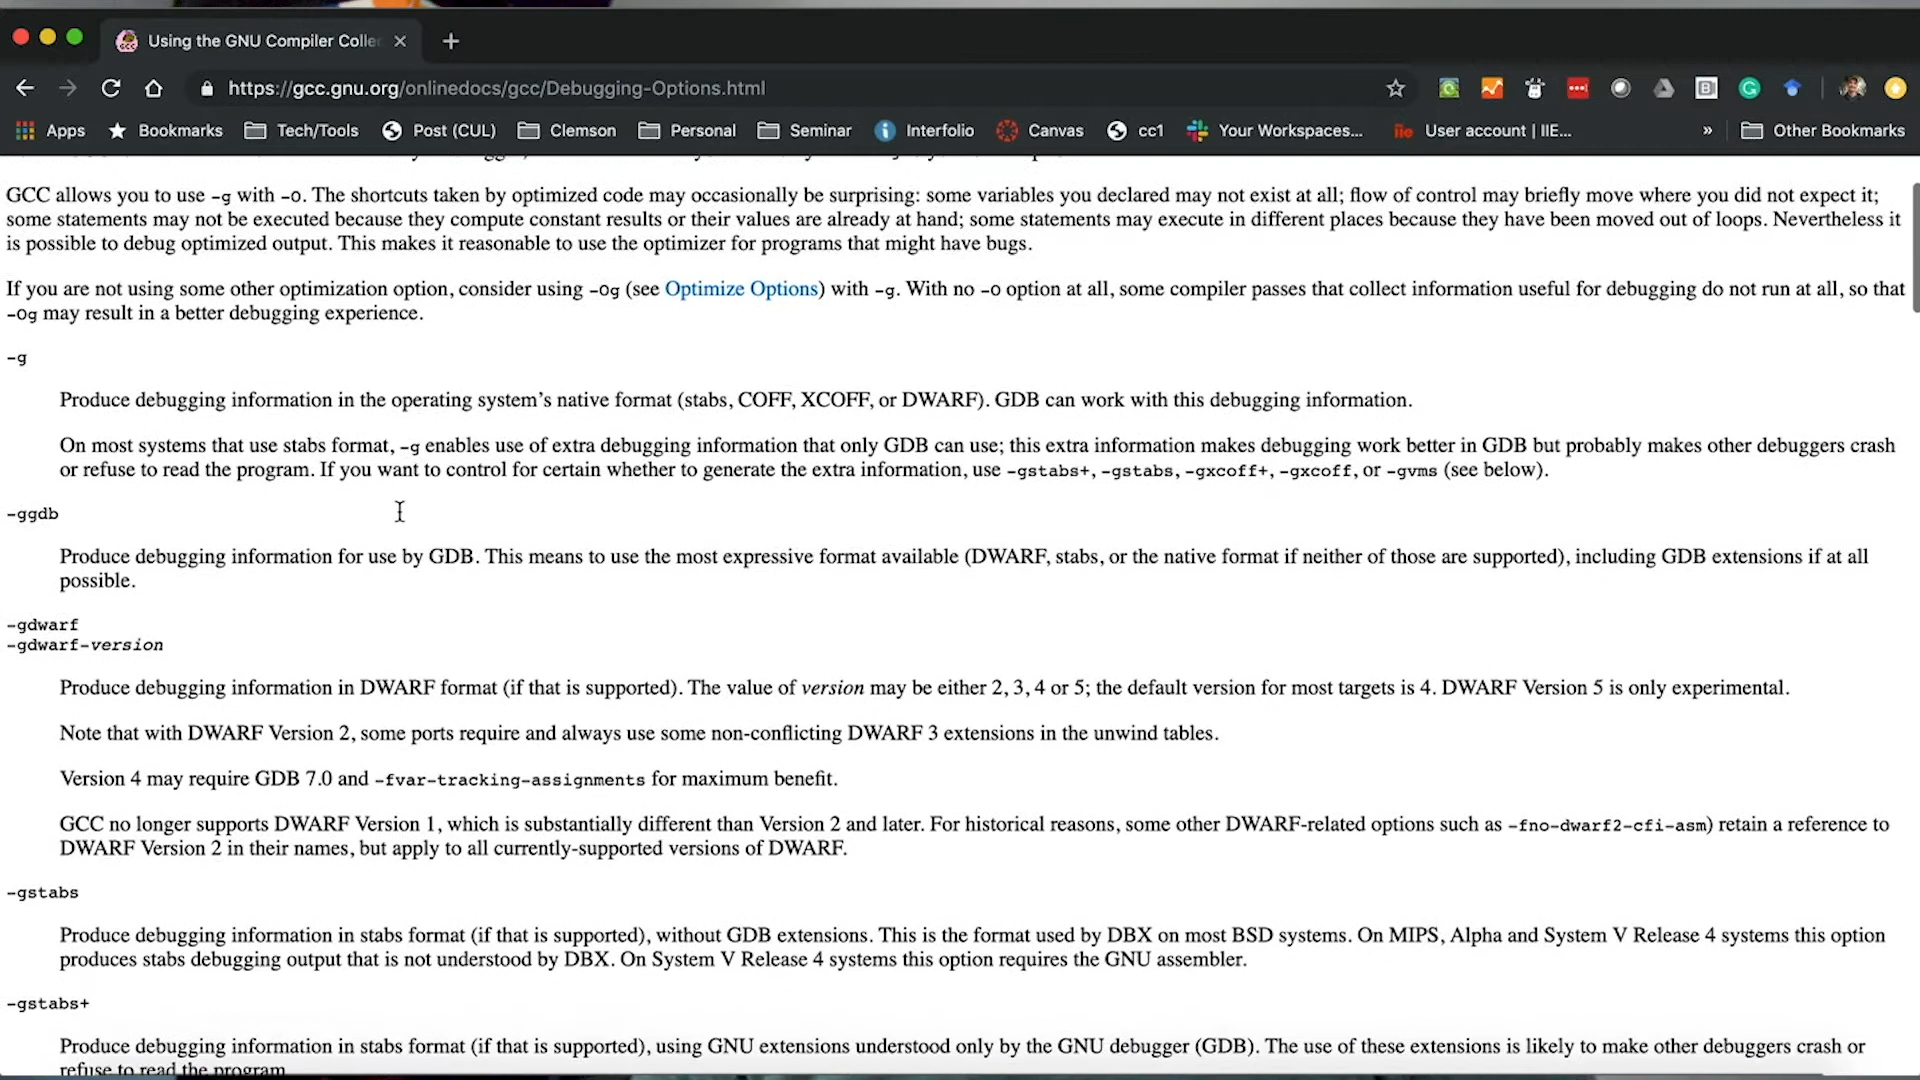 Using the GNU Compiler Colle
https://gcc.gnu.org/onlinedocs/gcc/Debugging-Options.html
Apps Bookmarks Tech/Tools Post (CUL) Clemson Personal Seminar Interfolio Canvas cc1 Your Workspaces... User account | IIE... » Other Bookmarks
GCC allows you to use -g with -O. The shortcuts taken by optimized code may occasionally be surprising: some variables you declared may not exist at all; flow of control may briefly move where you did not expect it;
some statements may not be executed because they compute constant results or their values are already at hand; some statements may execute in different places because they have been moved out of loops. Nevertheless it
is possible to debug optimized output. This makes it reasonable to use the optimizer for programs that might have bugs.
If you are not using some other optimization option, consider using -Og (see Optimize Options) with -g. With no -O option at all, some compiler passes that collect information useful for debugging do not run at all, so that
-Og may result in a better debugging experience.
-g
Produce debugging information in the operating system’s native format (stabs, COFF, XCOFF, or DWARF). GDB can work with this debugging information.
On most systems that use stabs format, -g enables use of extra debugging information that only GDB can use; this extra information makes debugging work better in GDB but probably makes other debuggers crash
or refuse to read the program. If you want to control for certain whether to generate the extra information, use -gstabs+, -gstabs, -gxcoff+, -gxcoff, or -gvms (see below).
-ggdb
Produce debugging information for use by GDB. This means to use the most expressive format available (DWARF, stabs, or the native format if neither of those are supported), including GDB extensions if at all
possible.
-gdwarf
-gdwarf-version
Produce debugging information in DWARF format (if that is supported). The value of version may be either 2, 3, 4 or 5; the default version for most targets is 4. DWARF Version 5 is only experimental.
Note that with DWARF Version 2, some ports require and always use some non-conflicting DWARF 3 extensions in the unwind tables.
Version 4 may require GDB 7.0 and -fvar-tracking-assignments for maximum benefit.
GCC no longer supports DWARF Version 1, which is substantially different than Version 2 and later. For historical reasons, some other DWARF-related options such as -fno-dwarf2-cfi-asm) retain a reference to
DWARF Version 2 in their names, but apply to all currently-supported versions of DWARF.
-gstabs
Produce debugging information in stabs format (if that is supported), without GDB extensions. This is the format used by DBX on most BSD systems. On MIPS, Alpha and System V Release 4 systems this option
produces stabs debugging output that is not understood by DBX. On System V Release 4 systems this option requires the GNU assembler.
-gstabs+
Produce debugging information in stabs format (if that is supported), using GNU extensions understood only by the GNU debugger (GDB). The use of these extensions is likely to make other debuggers crash or
refuse to read the program.